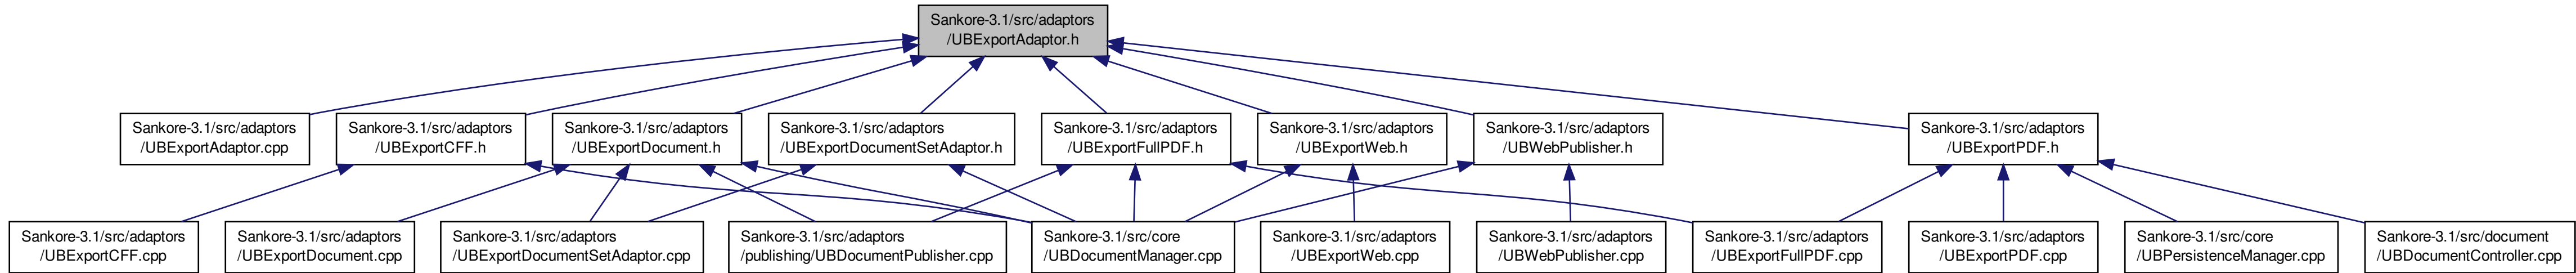 Sankore-3.1/src/adaptors
/UBExportAdaptor.h
Sankore-3.1/src/adaptors
/UBExportAdaptor.cpp
Sankore-3.1/src/adaptors
/UBExportCFF.h
Sankore-3.1/src/adaptors
/UBExportDocument.h
Sankore-3.1/src/adaptors
/UBExportDocumentSetAdaptor.h
Sankore-3.1/src/adaptors
/UBExportFullPDF.h
Sankore-3.1/src/adaptors
/UBExportWeb.h
Sankore-3.1/src/adaptors
/UBWebPublisher.h
Sankore-3.1/src/adaptors
/UBExportPDF.h
Sankore-3.1/src/adaptors
/UBExportCFF.cpp
Sankore-3.1/src/adaptors
/UBExportDocument.cpp
Sankore-3.1/src/adaptors
/UBExportDocumentSetAdaptor.cpp
Sankore-3.1/src/adaptors
/publishing/UBDocumentPublisher.cpp
Sankore-3.1/src/core
/UBDocumentManager.cpp
Sankore-3.1/src/adaptors
/UBExportWeb.cpp
Sankore-3.1/src/adaptors
/UBWebPublisher.cpp
Sankore-3.1/src/adaptors
/UBExportFullPDF.cpp
Sankore-3.1/src/adaptors
/UBExportPDF.cpp
Sankore-3.1/src/core
/UBPersistenceManager.cpp
Sankore-3.1/src/document
/UBDocumentController.cpp